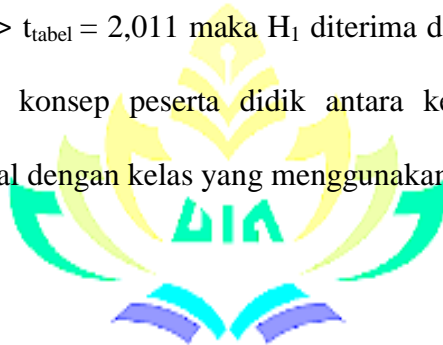 > t_tabel = 2,011 maka H₁ diterima d
konsep peserta didik antara ke
al dengan kelas yang menggunakan
UIN